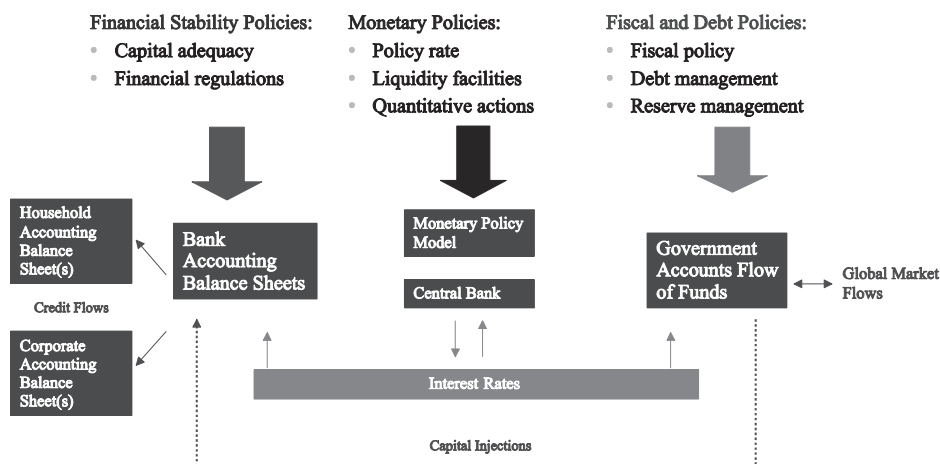 Financial Stability Policies:
• Capital adequacy
• Financial regulations
Monetary Policies:
• Policy rate
• Liquidity facilities
• Quantitative actions
Fiscal and Debt Policies:
• Fiscal policy
• Debt management
• Reserve management
Household
Accounting
Balance
Sheet(s)
Credit Flows
Corporate
Accounting
Balance
Sheet(s)
Bank
Accounting
Balance Sheets
Monetary Policy
Model
Central Bank
Government
Accounts Flow
of Funds
Global Market
Flows
Interest Rates
Capital Injections